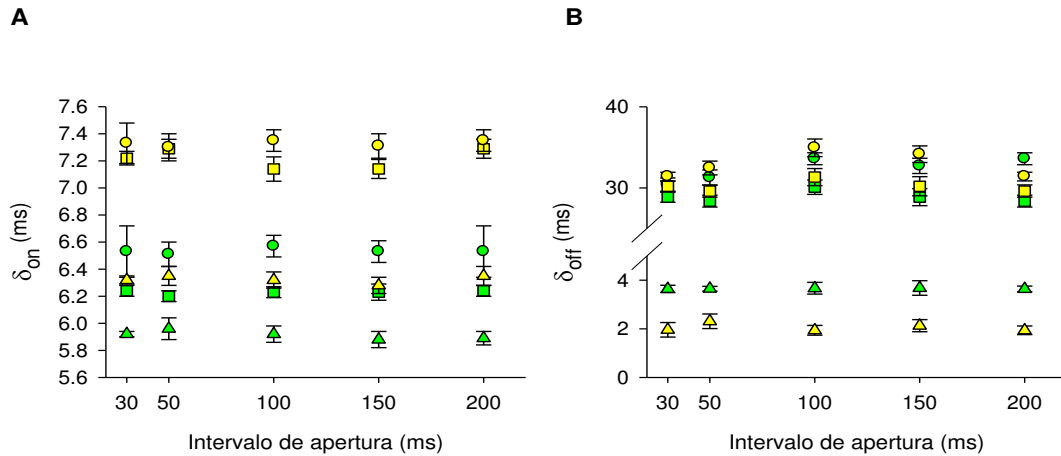 A
B
7.6
7.4
7.2
7.0
6.8
6.6
6.4
6.2
6.0
5.8
5.6
δon (ms)
30 50 100 150 200
Intervalo de apertura (ms)
40
30
4
2
0
δoff (ms)
30 50 100 150 200
Intervalo de apertura (ms)